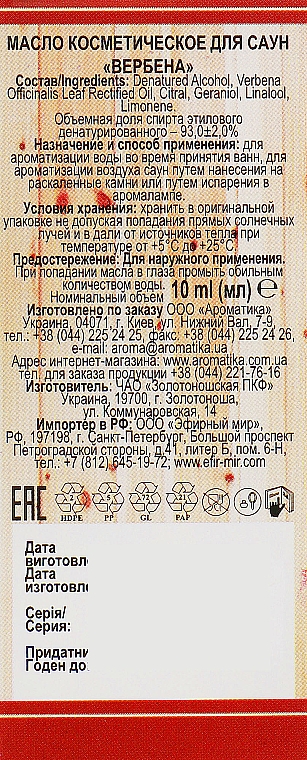 МАСЛО КОСМЕТИЧЕСКОЕ ДЛЯ САУН
«ВЕРБЕНА»
Состав/Ingredients: Denatured Alcohol, Verbena
Officinalis Leaf Rectified Oil, Citral, Geraniol, Linalool,
Limonene.
Объемная доля спирта этилового
денатурированного – 93,0±2,0%
Назначение и способ применения: для
ароматизации воды во время принятия ванн, для
ароматизации воздуха саун путем нанесения на
раскаленные камни или путем испарения в
аромалампе.
Условия хранения: хранить в оригинальной
упаковке не допуская попадания прямых солнечных
лучей и в дали от источников тепла при
температуре от +5°С до +25°С.
Предостережение: Для наружного применения.
При попадании масла в глаза промыть обильным
количеством воды.
Номинальный объем 10 ml (мл) ℮
Изготовлено по заказу ООО «Ароматика»
Украина, 04071, г. Киев, ул. Нижний Вал, 7-9,
тел.: +38 (044) 225 24 25, факс: +38 (044) 225 24 26,
e-mail: aroma@aromatika.ua
Адрес интернет-магазина: www.aromatika.com.ua
тел. для заказа продукции +38 (044) 221-76-16
Изготовитель: ЧАО «Золотоношская ПКФ»
Украина, 19700, г. Золотоноша,
ул. Коммунаровская, 14
Импортёр в РФ: ООО «Эфирный мир»,
РФ, 197198, г. Санкт-Петербург, Большой проспект
Петроградской стороны, д.41, литер Б, пом. 6-Н,
тел.: +7 (812) 645-19-72; www.efir-mir.com
EAC 2 HDPE 5 PP 72 GL 21 PAP
Дата
виготовле
Дата
изготовле
Серія/
Серия:
Придатни
Годен до: